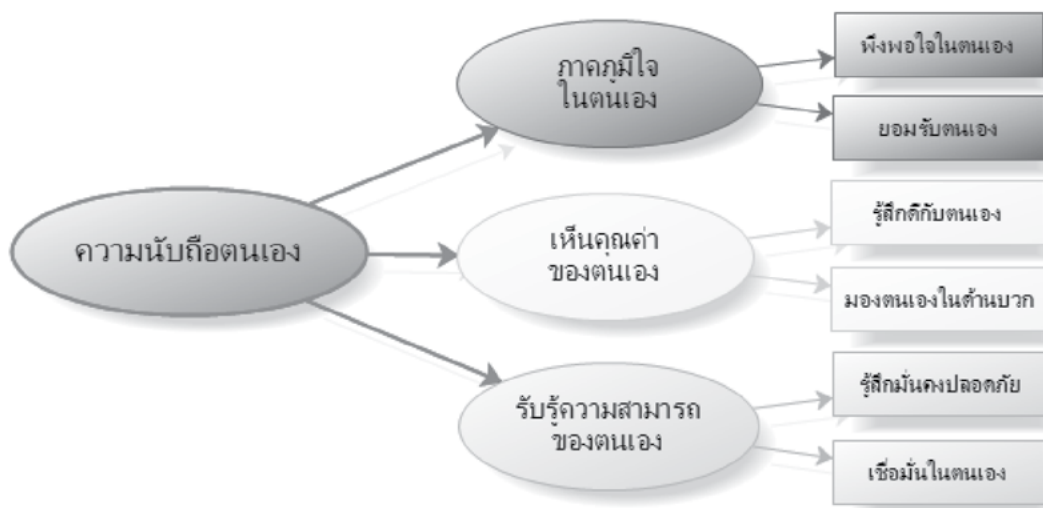 ความนับถือตนเอง
ภาคภูมิใจ
ในตนเอง
พึงพอใจในตนเอง
ยอมรับตนเอง
เห็นคุณค่า
ของตนเอง
รู้สึกดีกับตนเอง
มองตนเองในด้านบวก
รับรู้ความสามารถ
ของตนเอง
รู้สึกมั่นคงปลอดภัย
เชื่อมั่นในตนเอง